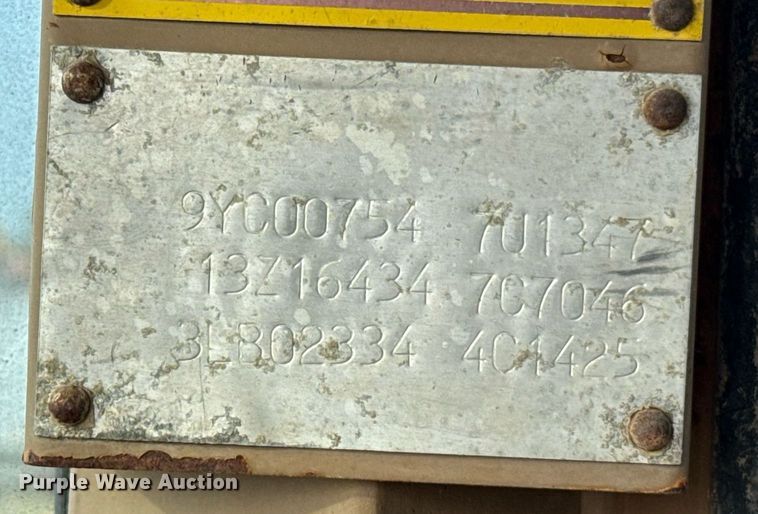 9YC00754 7U1347
13Z16434 7C7046
3LB02334 4C1425
Purple Wave Auction